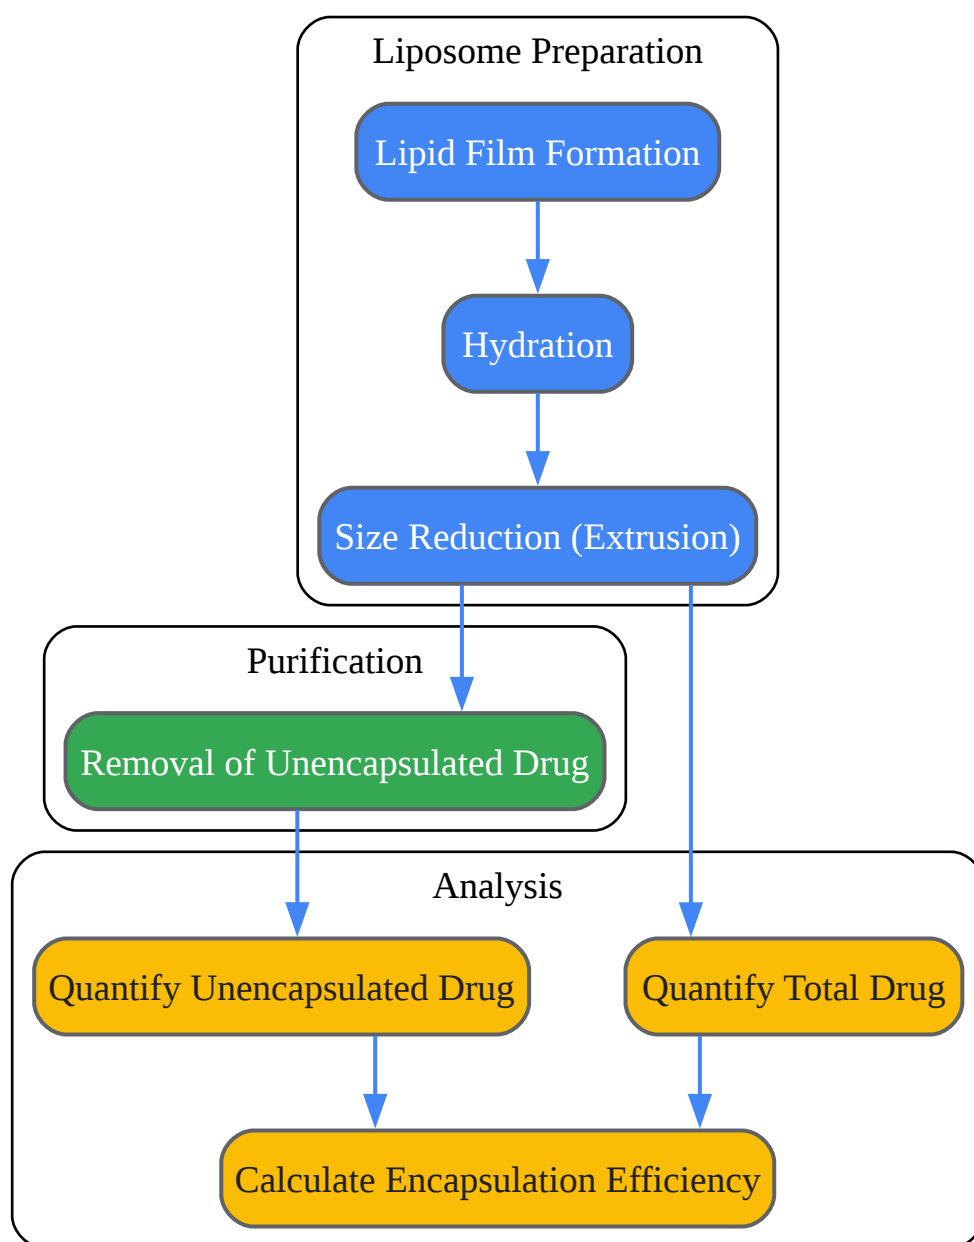 Liposome Preparation
Lipid Film Formation
Hydration
Size Reduction (Extrusion)
Purification
Removal of Unencapsulated Drug
Analysis
Quantify Unencapsulated Drug
Quantify Total Drug
Calculate Encapsulation Efficiency